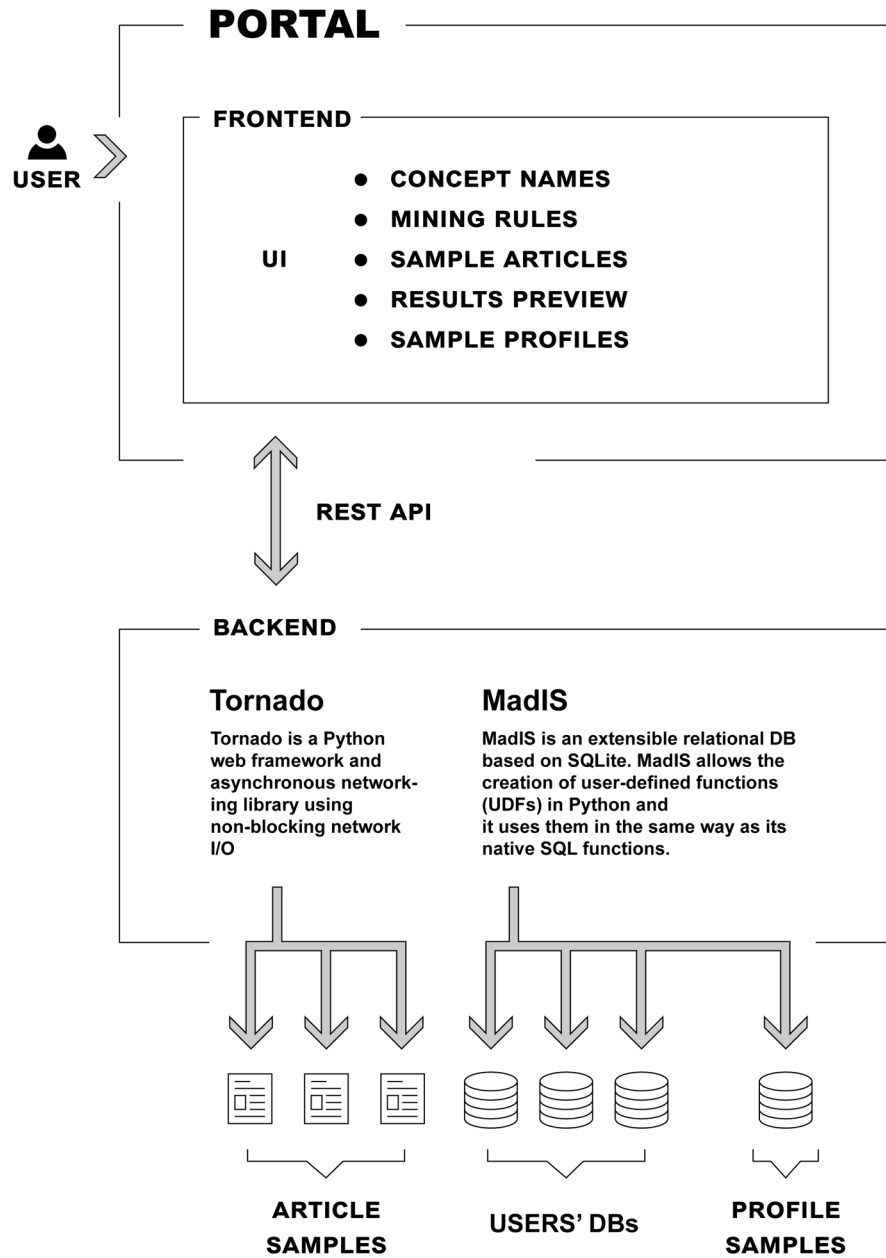 PORTAL
FRONTEND
USER
UI
CONCEPT NAMES
MINING RULES
SAMPLE ARTICLES
RESULTS PREVIEW
SAMPLE PROFILES
REST API
BACKEND
Tornado
Tornado is a Python
web framework and
asynchronous network-
ing library using
non-blocking network
I/O
MadIS
MadIS is an extensible relational DB
based on SQLite. MadIS allows the
creation of user-defined functions
(UDFs) in Python and
it uses them in the same way as its
native SQL functions.
ARTICLE
SAMPLES
USERS’ DBs
PROFILE
SAMPLES